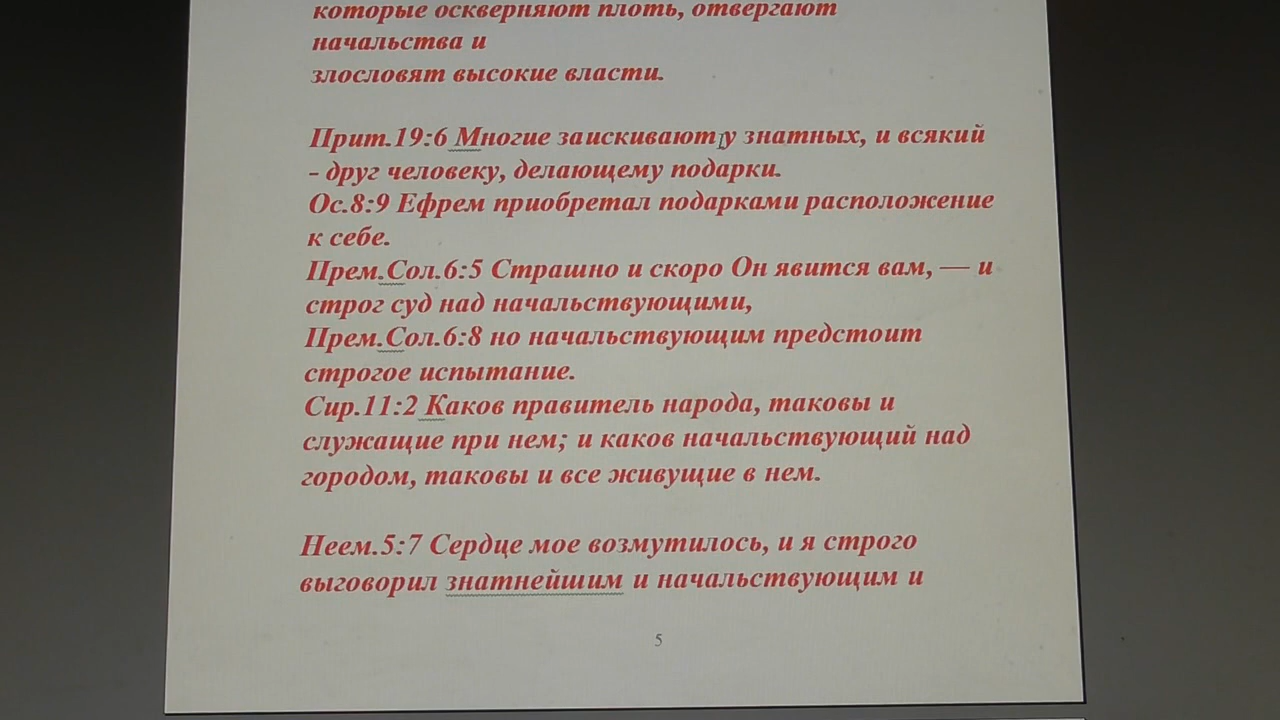 которые оскверняют плоть, отвергают
начальства и
злословят высокие власти.
Прит.19:6 Многие заискивают у знатных, и всякий
- друг человеку, делающему подарки.
Ос.8:9 Ефрем приобретал подарками расположение
к себе.
Прем.Сол.6:5 Страшно и скоро Он явится вам, — и
строг суд над начальствующими,
Прем.Сол.6:8 но начальствующим предстоит
строгое испытание.
Сир.11:2 Каков правитель народа, таковы и
служащие при нем; и каков начальствующий над
городом, таковы и все живущие в нем.
Неем.5:7 Сердце мое возмутилось, и я строго
выговорил знатнейшим и начальствующим и
5